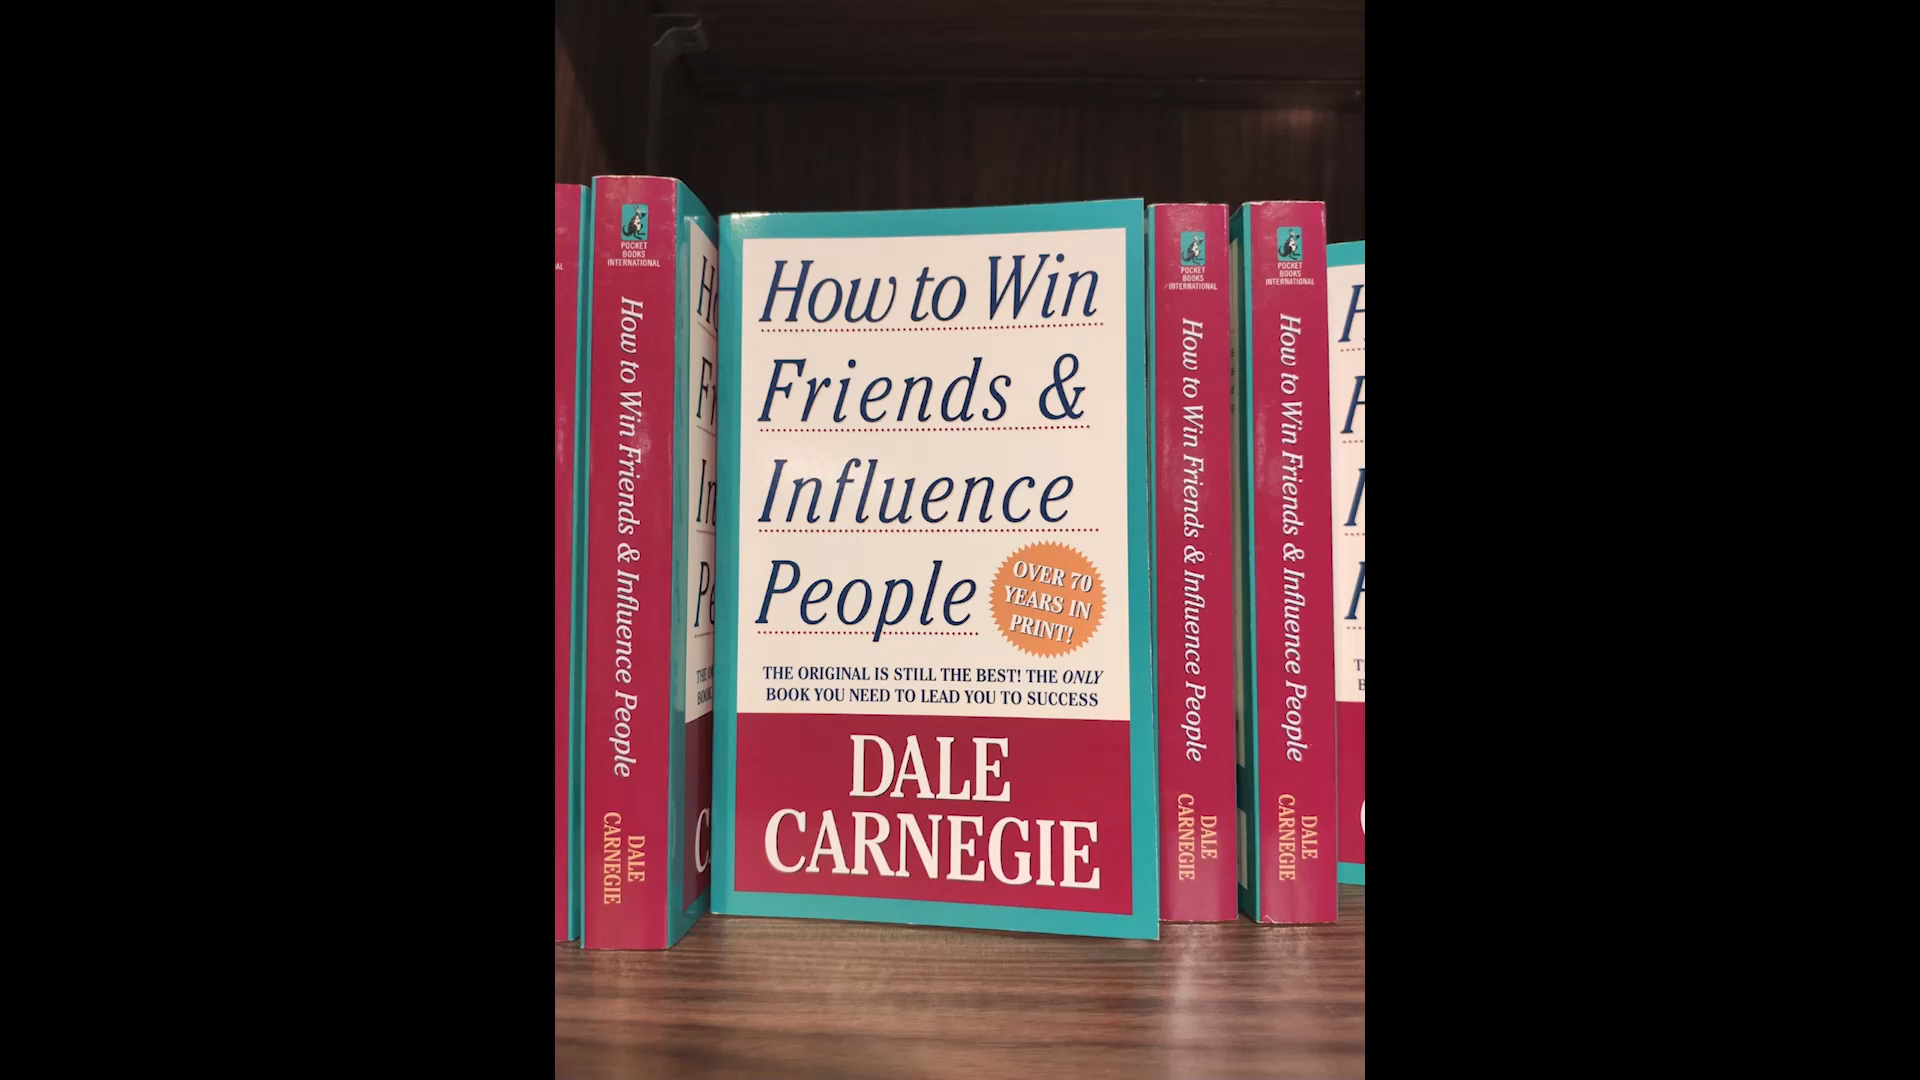 POCKET
BOOKS
INTERNATIONAL
How to Win Friends & Influence People
DALE
CARNEGIE
How to Win
Friends &
Influence
People
OVER 70
YEARS IN
PRINT!
THE ORIGINAL IS STILL THE BEST! THE ONLY
BOOK YOU NEED TO LEAD YOU TO SUCCESS
DALE
CARNEGIE
POCKET
BOOKS
INTERNATIONAL
How to Win Friends & Influence People
DALE
CARNEGIE
POCKET
BOOKS
INTERNATIONAL
How to Win Friends & Influence People
DALE
CARNEGIE